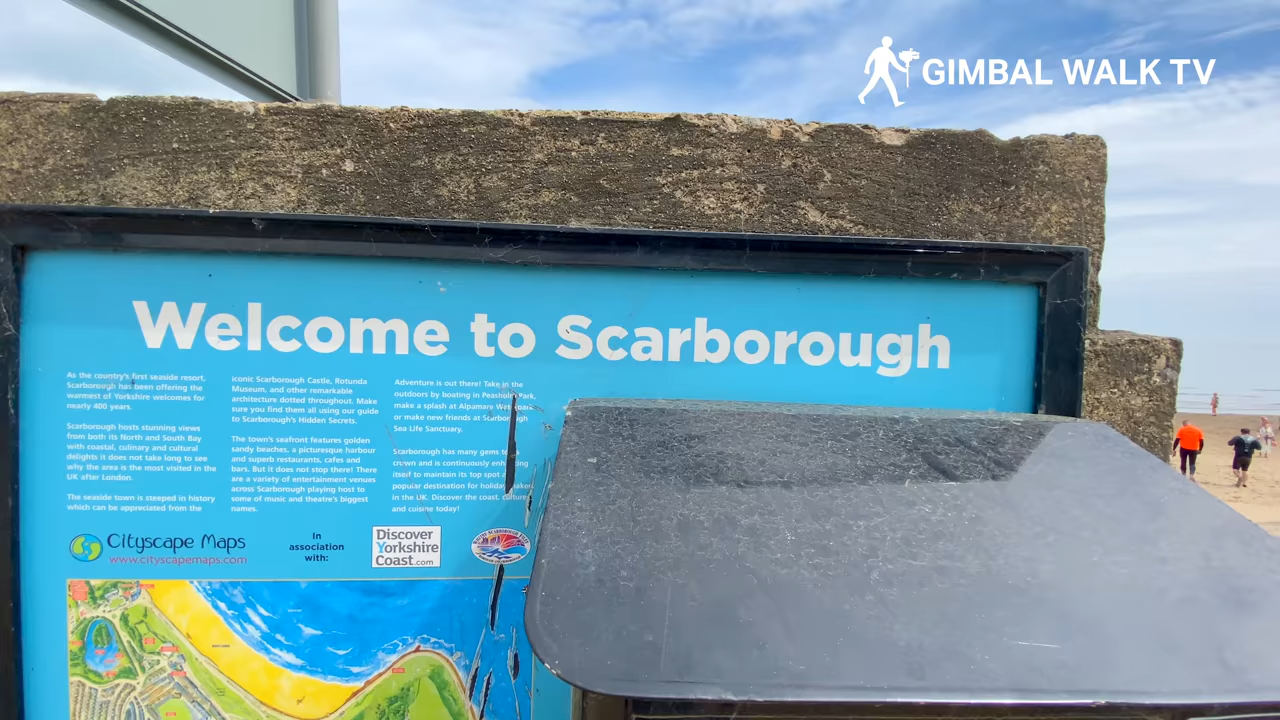 GIMBAL WALK TV
Welcome to Scarborough
As the country's first seaside resort,
Scarborough has been offering the
warmest of Yorkshire welcomes for
nearly 400 years.
Scarborough hosts stunning views
from both its North and South Bay
with coastal, culinary and cultural
delights it does not take long to see
why the area is the most visited in the
UK after London.
The seaside town is steeped in history
which can be appreciated from the
iconic Scarborough Castle, Rotunda
Museum, and other remarkable
architecture dotted throughout. Make
sure you find them all using our guide
to Scarborough's Hidden Secrets.
The town's seafront features golden
sandy beaches, a picturesque harbour
and superb restaurants, cafes and
bars. But it does not stop there! There
are a variety of entertainment venues
across Scarborough playing host to
some of music and theatre's biggest
names.
Adventure is out there! Take in the
outdoors by boating in Peasholm Park,
make a splash at Alpamare Waterpark
or make new friends at Scarborough
Sea Life Sanctuary.
Scarborough has many gems
crown and is continuously enhancing
itself to maintain its top spot
popular destination for holiday
in the UK. Discover the coast, culture
and cuisine today!
Cityscape Maps
www.cityscapemaps.com
In
association
with:
Discover
Yorkshire
Coast.com